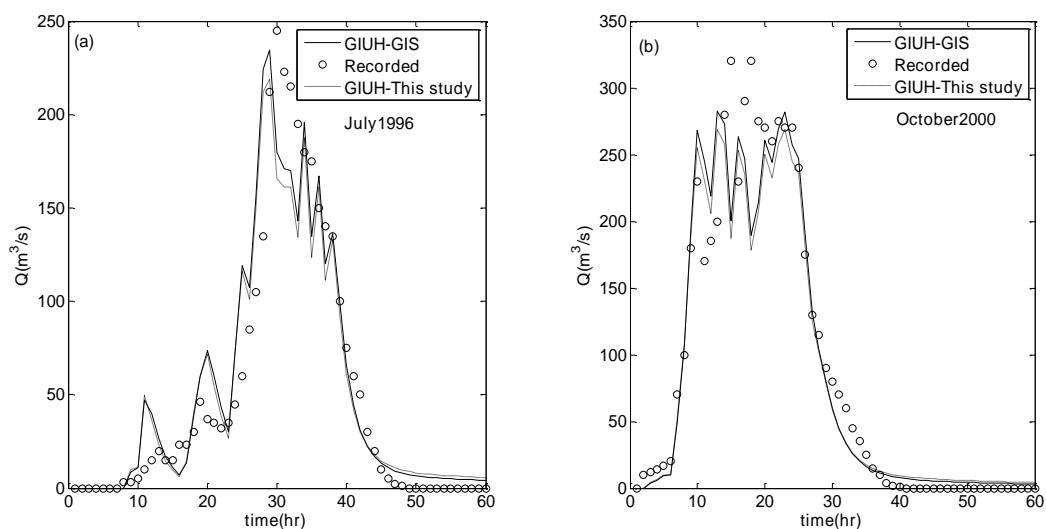 (a)
GIUH-GIS
Recorded
GIUH-This study
July1996
Q(m³/s)
250
200
150
100
50
0
0 10 20 30 40 50 60
time(hr)
(b)
GIUH-GIS
Recorded
GIUH-This study
October2000
Q(m³/s)
350
300
250
200
150
100
50
0
0 10 20 30 40 50 60
time(hr)